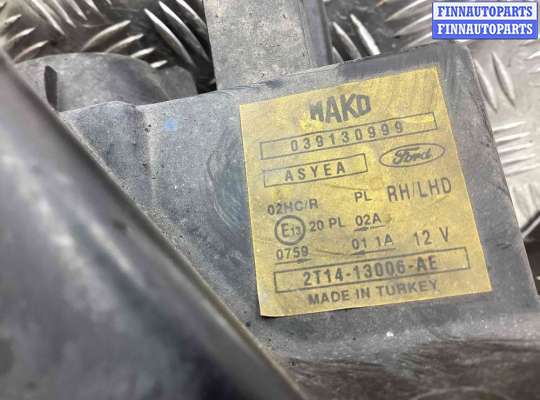 FINNAUTOPARTS
FINNAUTOPARTS
MAKO
039130999
ASYEA Ford
02HC/R PL RH/LHD
E13 20 PL 02A
0759 01 1A 12 V
2T14-13006-AE
MADE IN TURKEY